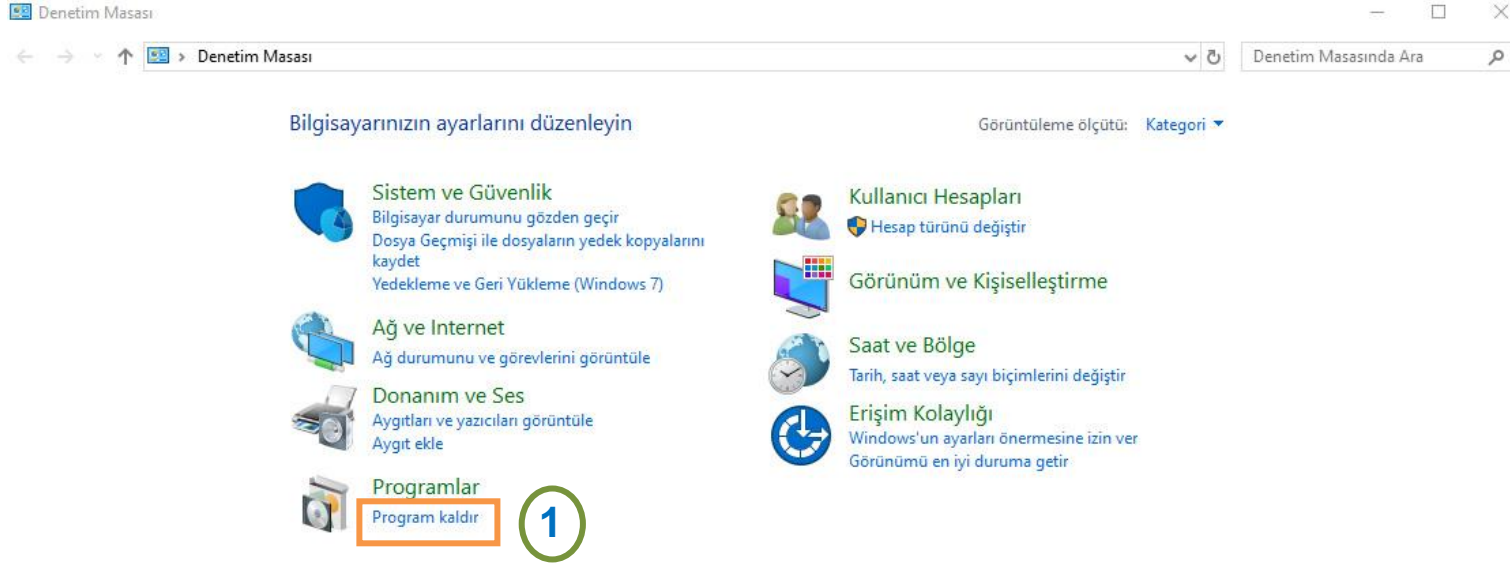 Denetim Masası
Denetim Masası
Denetim Masasında Ara
Bilgisayarınızın ayarlarını düzenleyin
Görüntüleme ölçütü: Kategori
Sistem ve Güvenlik
Bilgisayar durumunu gözden geçir
Dosya Geçmişi ile dosyaların yedek kopyalarını
kaydet
Yedekleme ve Geri Yükleme (Windows 7)
Ağ ve Internet
Ağ durumunu ve görevlerini görüntüle
Donanım ve Ses
Aygıtları ve yazıcıları görüntüle
Aygıt ekle
Programlar
Program kaldır
1
Kullanıcı Hesapları
Hesap türünü değiştir
Görünüm ve Kişiselleştirme
Saat ve Bölge
Tarih, saat veya sayı biçimlerini değiştir
Erişim Kolaylığı
Windows'un ayarları önermesine izin ver
Görünümü en iyi duruma getir